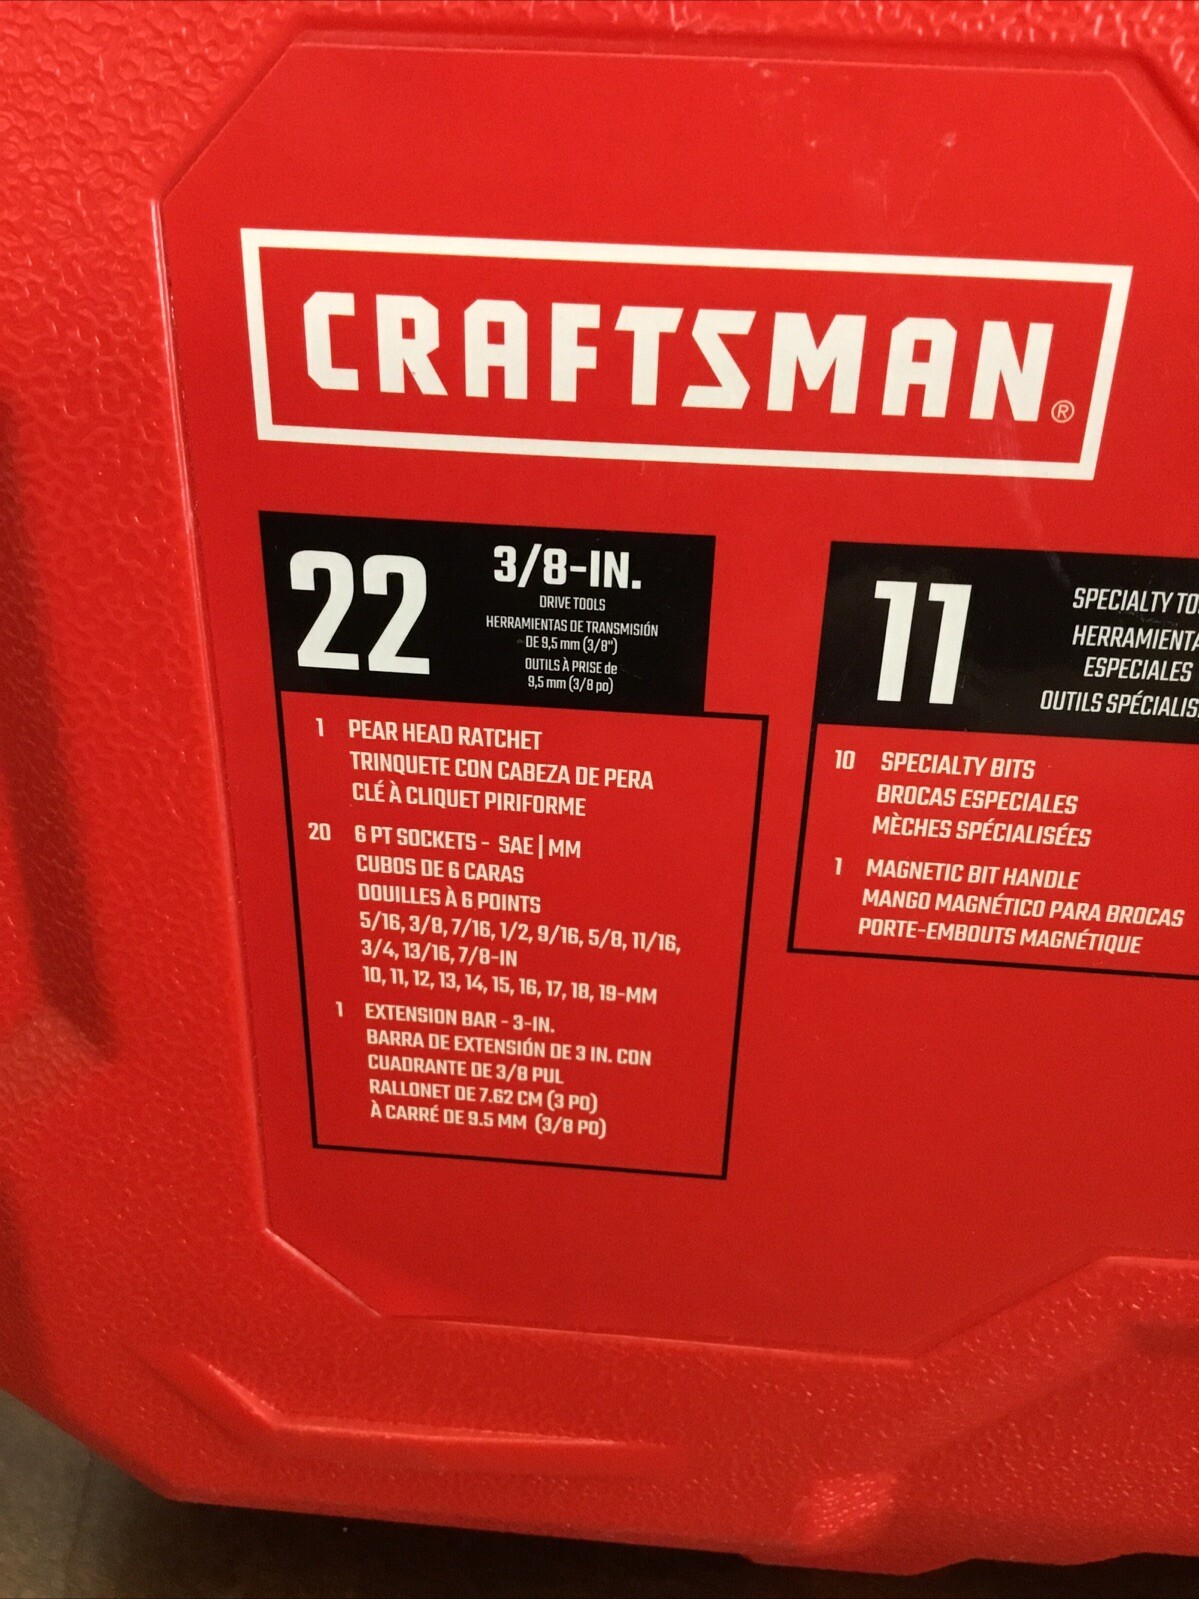 CRAFTSMAN®
22
3/8-IN.
DRIVE TOOLS
HERRAMIENTAS DE TRANSMISIÓN
DE 9,5 mm (3/8")
OUTILS À PRISE de
9,5 mm (3/8 po)
1 PEAR HEAD RATCHET
TRINQUETE CON CABEZA DE PERA
CLÉ À CLIQUET PIRIFORME
20 6 PT SOCKETS - SAE | MM
CUBOS DE 6 CARAS
DOUILLES À 6 POINTS
5/16, 3/8, 7/16, 1/2, 9/16, 5/8, 11/16,
3/4, 13/16, 7/8-IN
10, 11, 12, 13, 14, 15, 16, 17, 18, 19-MM
1 EXTENSION BAR - 3-IN.
BARRA DE EXTENSIÓN DE 3 IN. CON
CUADRANTE DE 3/8 PUL
RALLONET DE 7.62 CM (3 PO)
À CARRÉ DE 9.5 MM (3/8 PO)
11
SPECIALTY TO
HERRAMIENTA
ESPECIALES
OUTILS SPÉCIALIS
10 SPECIALTY BITS
BROCAS ESPECIALES
MÈCHES SPÉCIALISÉES
1 MAGNETIC BIT HANDLE
MANGO MAGNÉTICO PARA BROCAS
PORTE-EMBOUTS MAGNÉTIQUE